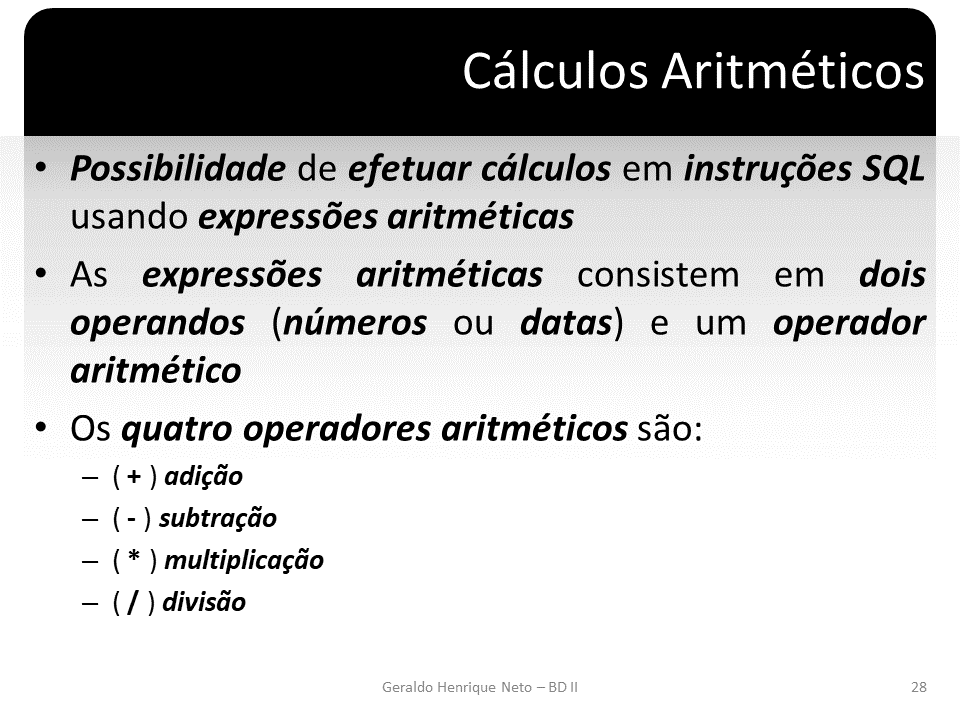 Cálculos Aritméticos
• Possibilidade de efetuar cálculos em instruções SQL
usando expressões aritméticas
• As expressões aritméticas consistem em dois
operandos (números ou datas) e um operador
aritmético
• Os quatro operadores aritméticos são:
– ( + ) adição
– ( - ) subtração
– ( * ) multiplicação
– ( / ) divisão
Geraldo Henrique Neto – BD II
28